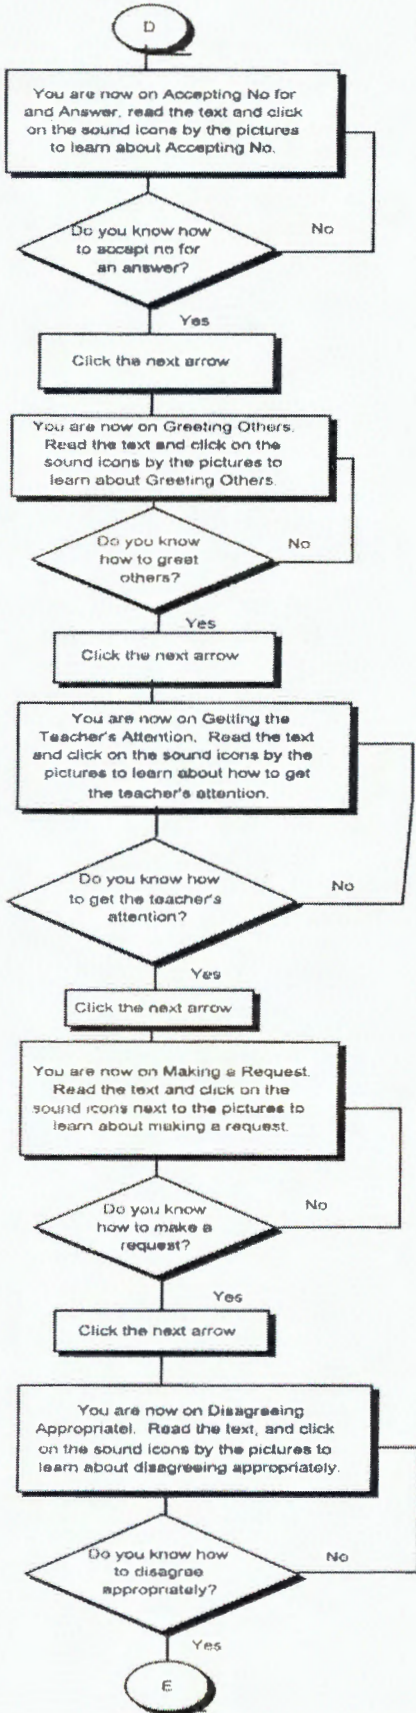 D
You are now on Accepting No for
and Answer, read the text and click
on the sound icons by the pictures
to learn about Accepting No.
Do you know how
to accept no for
an answer?
No
Yes
Click the next arrow
You are now on Greeting Others.
Read the text and click on the
sound icons by the pictures to
learn about Greeting Others.
Do you know
how to greet
others?
No
Yes
Click the next arrow
You are now on Getting the
Teacher's Attention. Read the text
and click on the sound icons by the
pictures to learn about how to get
the teacher's attention.
Do you know how
to get the teacher's
attention?
No
Yes
Click the next arrow
You are now on Making a Request.
Read the text and click on the
sound icons next to the pictures to
learn about making a request.
Do you know
how to make a
request?
No
Yes
Click the next arrow
You are now on Disagreeing
Appropriatel. Read the text, and click
on the sound icons by the pictures to
learn about disagreeing appropriately.
Do you know how
to disagree
appropriately?
No
Yes
E